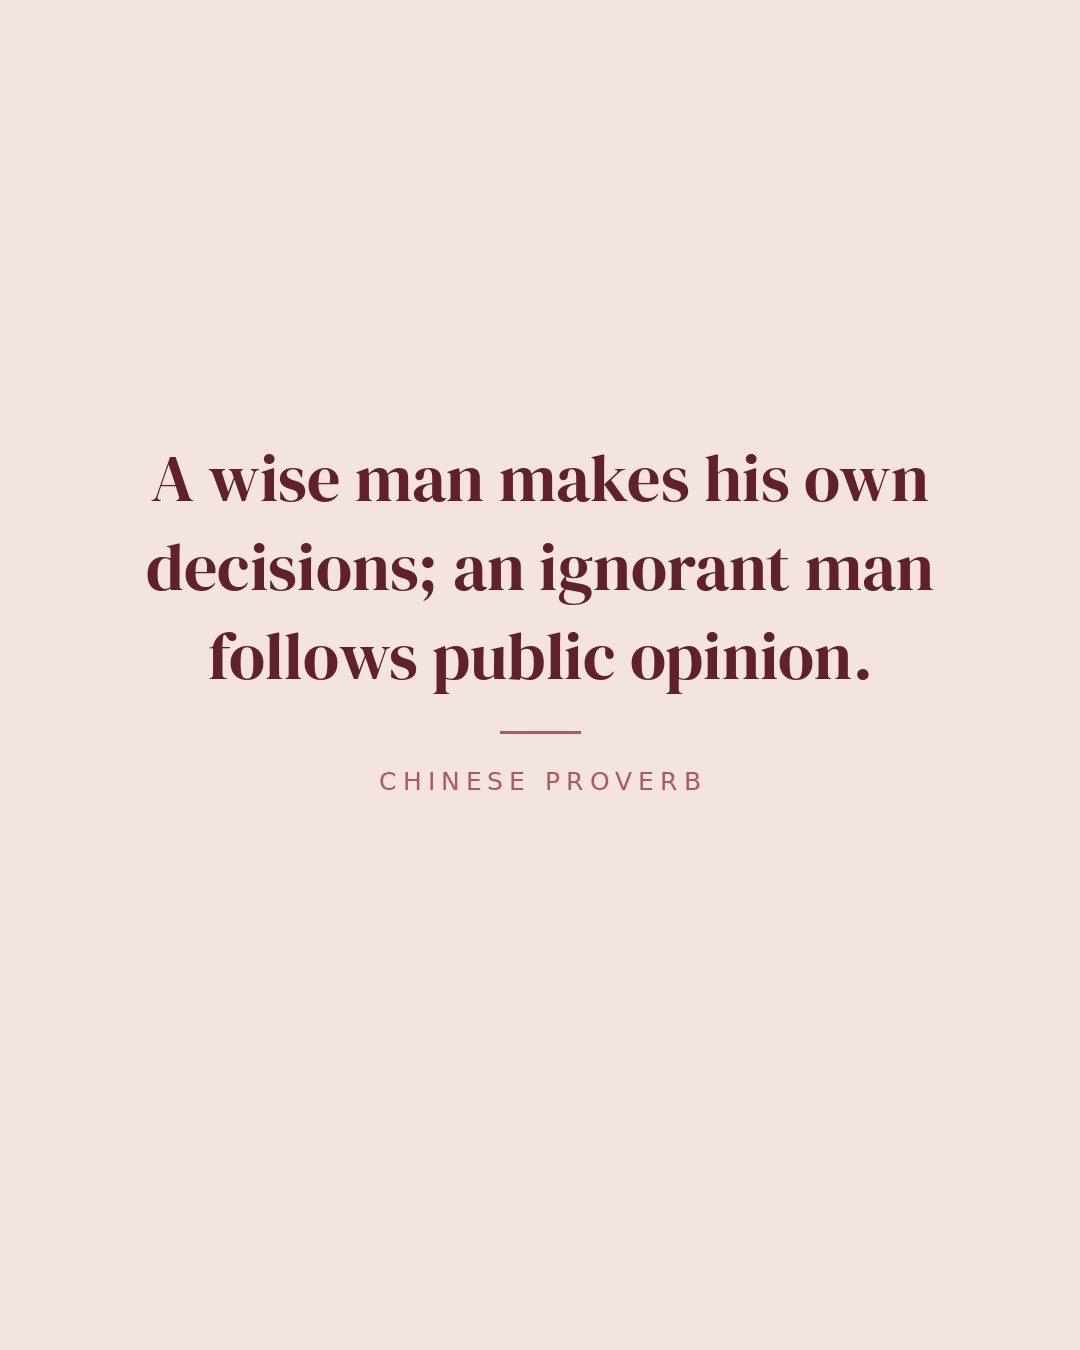 A wise man makes his own
decisions; an ignorant man
follows public opinion.
CHINESE PROVERB